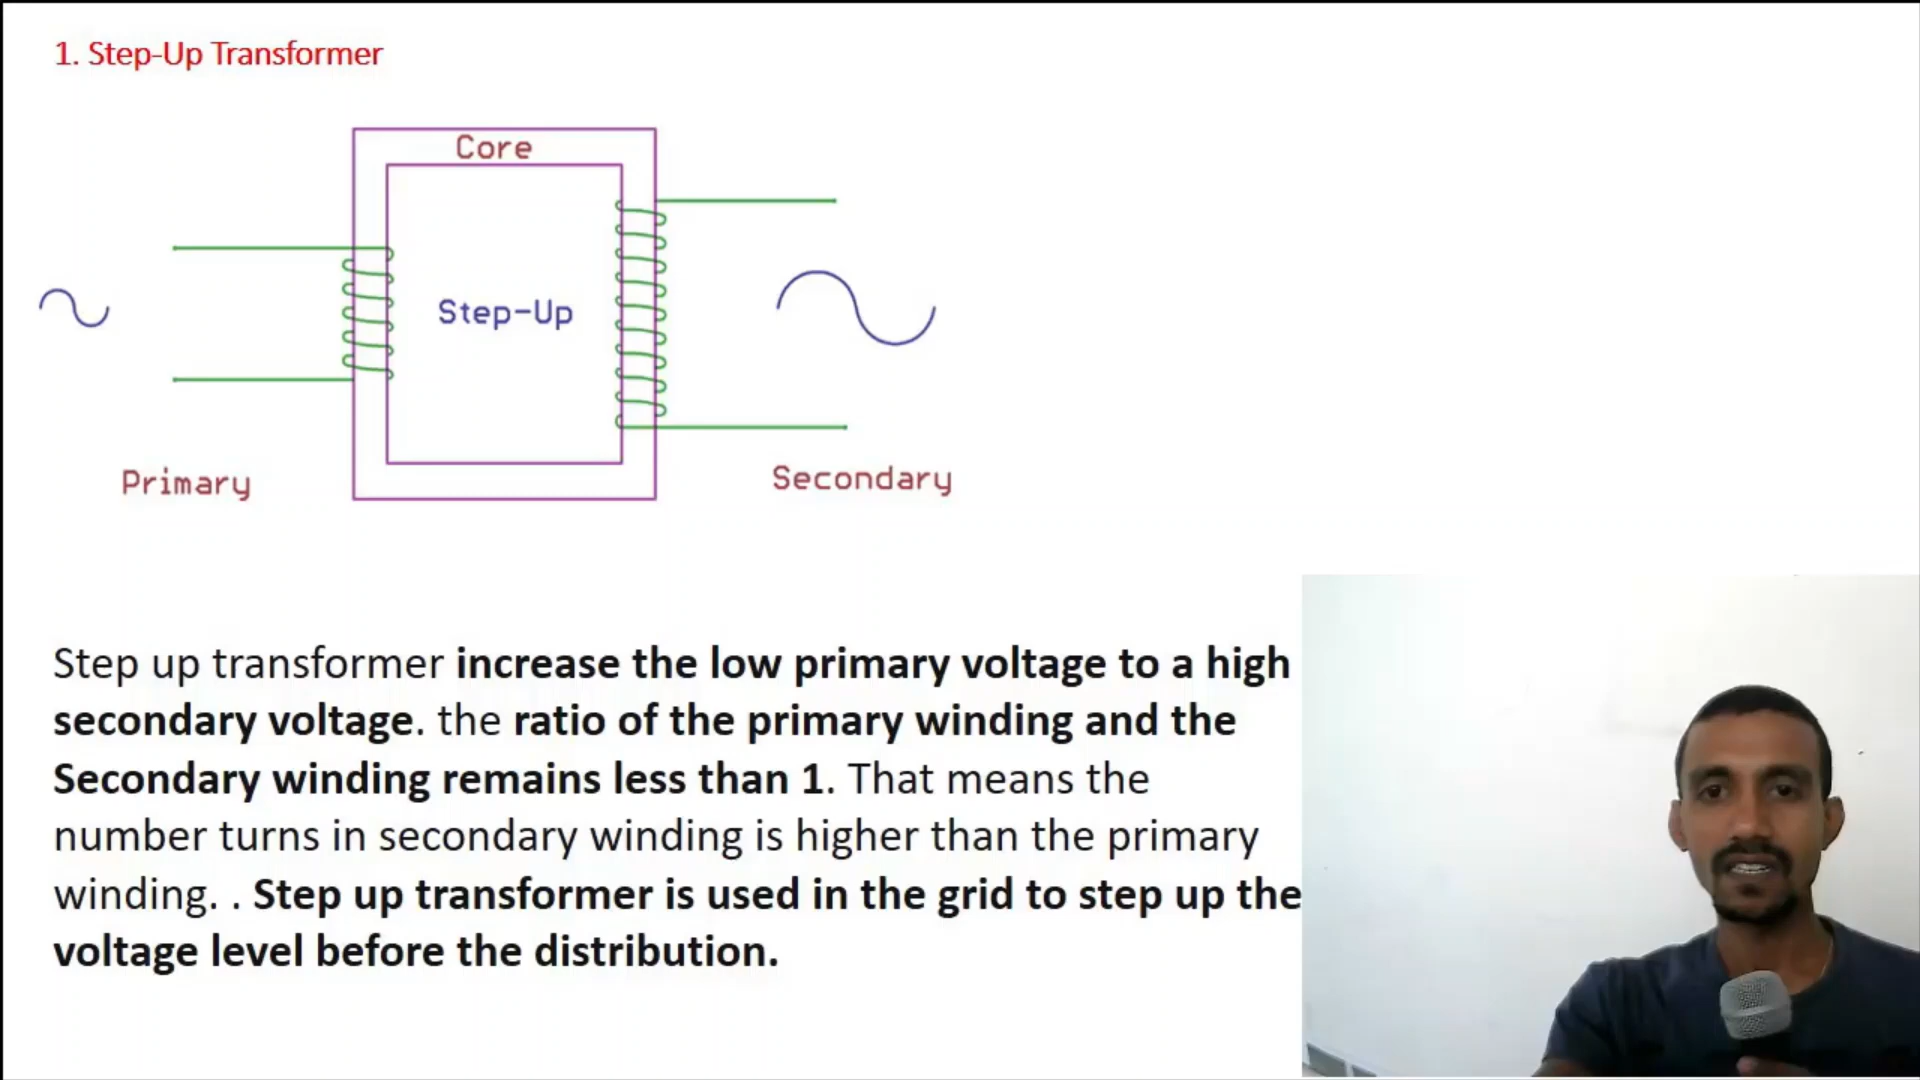 1. Step-Up Transformer
Core
Step-Up
Primary
Secondary
Step up transformer increase the low primary voltage to a high
secondary voltage. the ratio of the primary winding and the
Secondary winding remains less than 1. That means the
number turns in secondary winding is higher than the primary
winding. . Step up transformer is used in the grid to step up the
voltage level before the distribution.